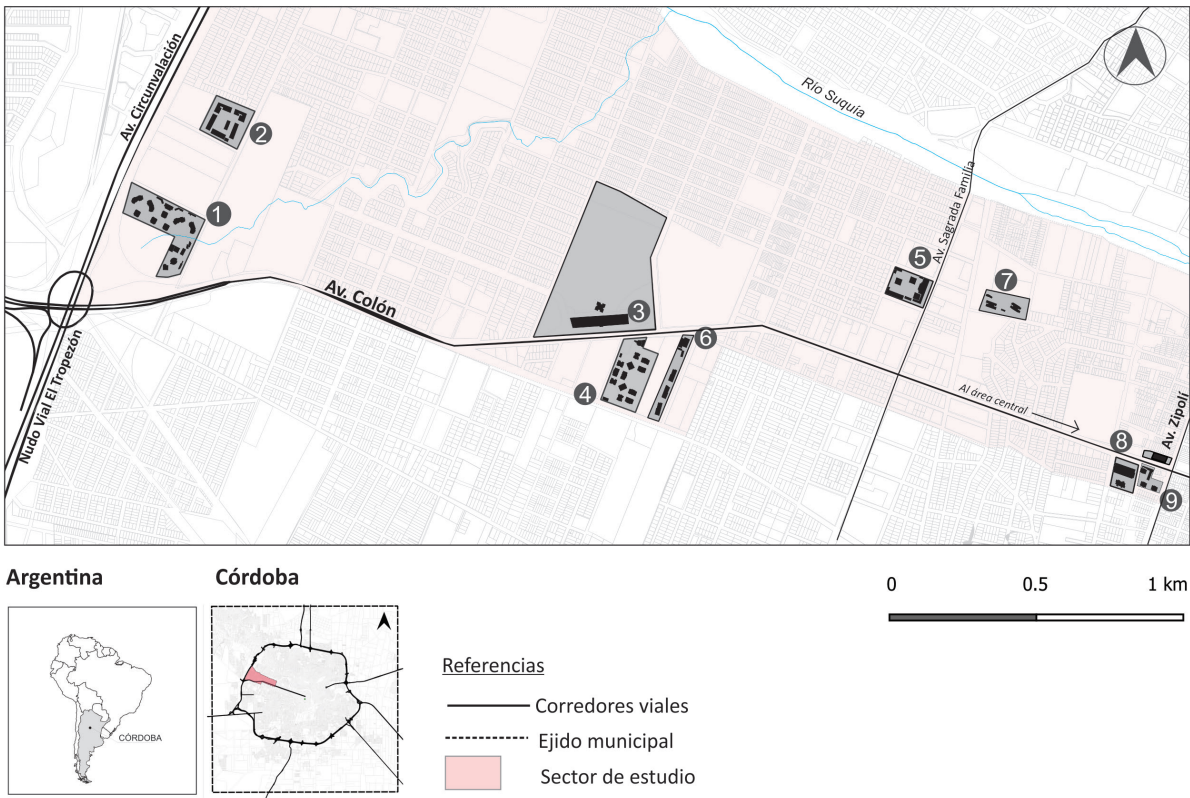 Av. Circunvalación
Río Suquía
2
Av. Sagrada Familia
1
5
7
Av. Colón
3
6
Nudo Vial El Tropezón
4
Al área central
Av. Zipoli
8
9
Argentina
Córdoba
0 0.5 1 km
CÓRDOBA
Referencias
Corredores viales
Ejido municipal
Sector de estudio